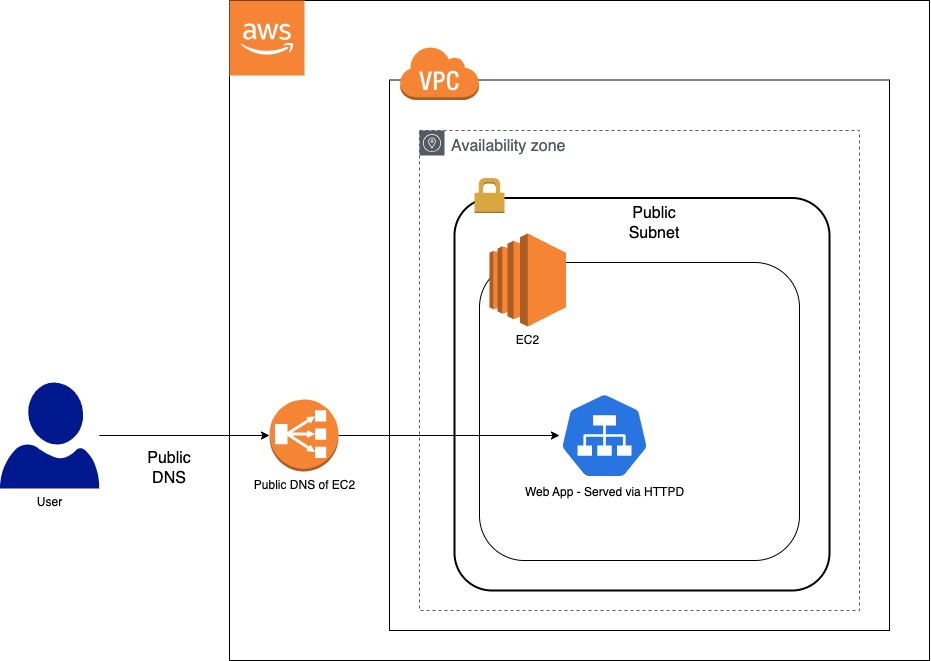 aws
VPC
Availability zone
Public
Subnet
EC2
Public
DNS
Public DNS of EC2
User
Web App - Served via HTTPD